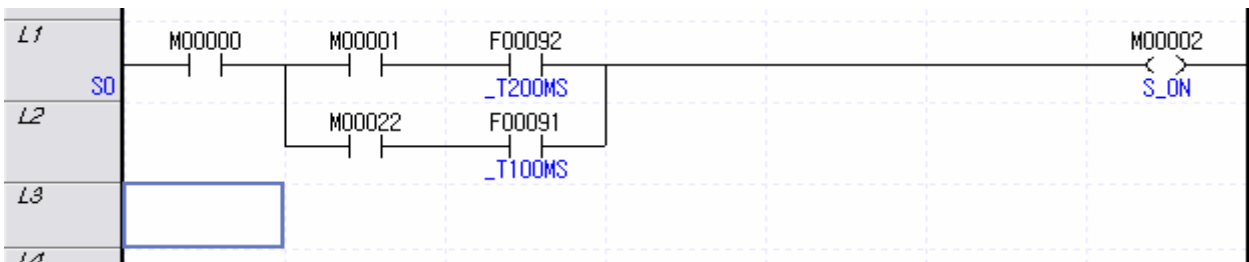 L1 M00000 M00001 F00092 M00002
S0 _T200MS S_ON
L2 M00022 F00091
_T100MS
L3
L4